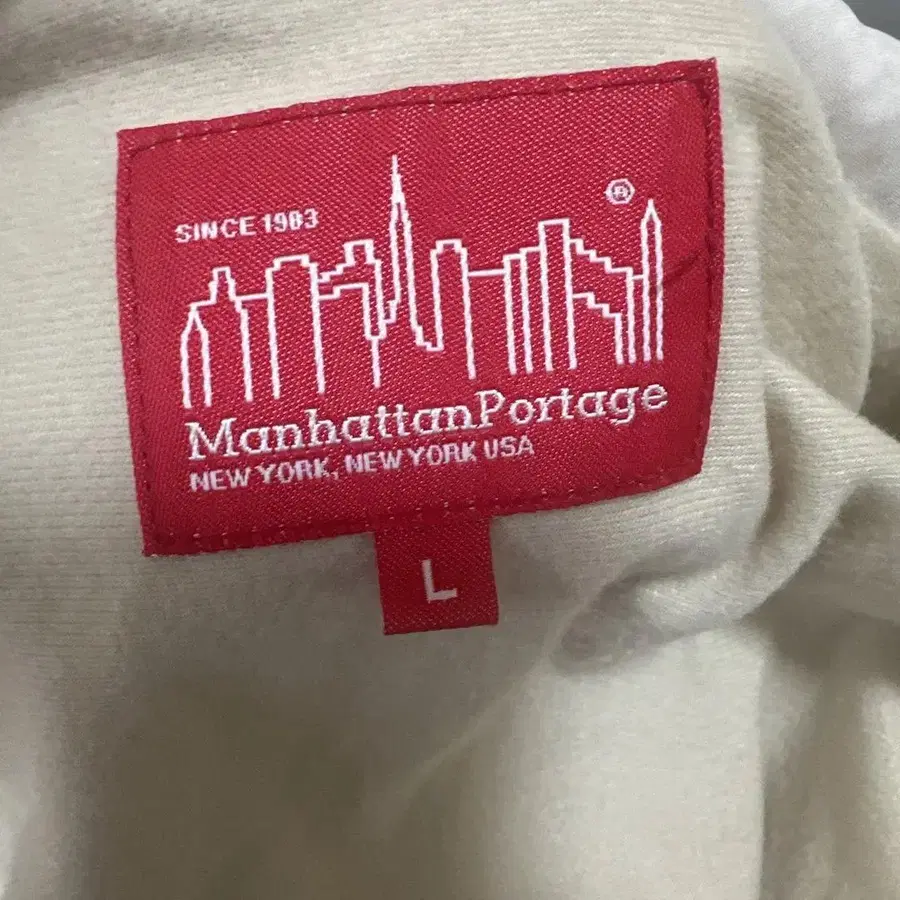 SINCE 1983
®
ManhattanPortage
NEW YORK, NEW YORK USA
L